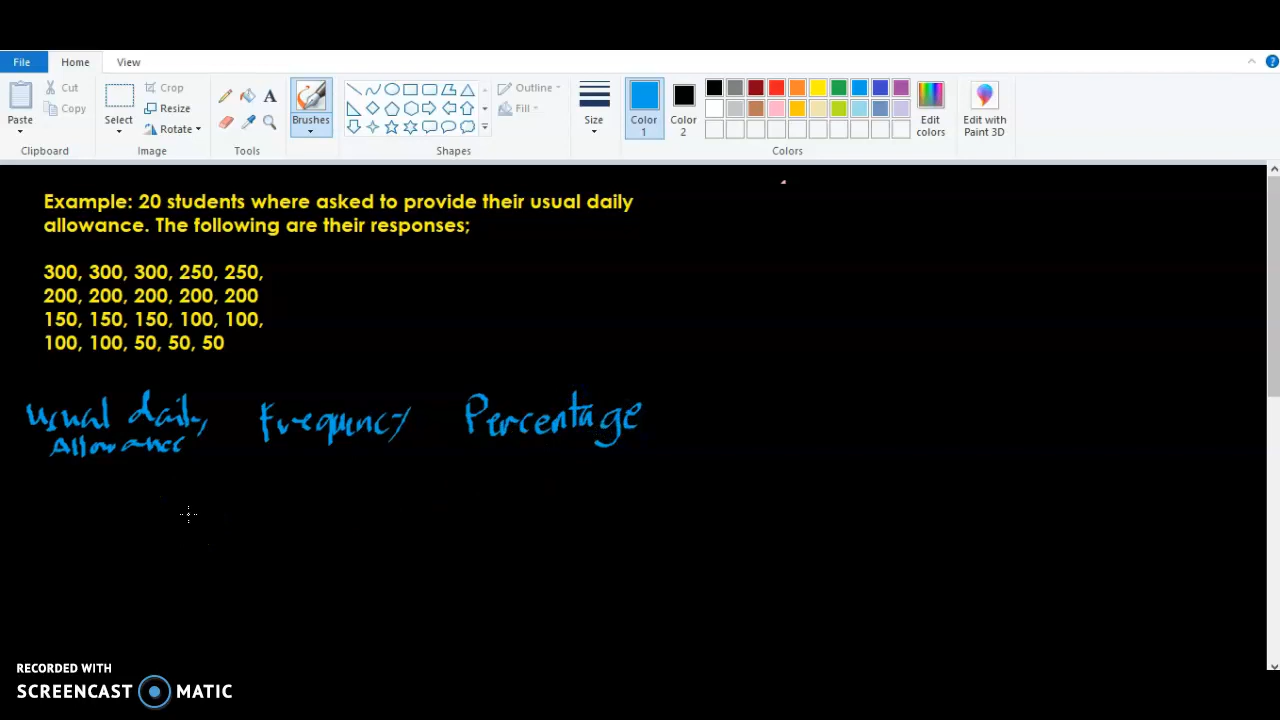 File Home View
Cut
Copy
Paste
Clipboard
Select
Crop
Resize
Rotate
Image
Tools
Brushes
Shapes
Outline
Fill
Size
Color 1
Color 2
Edit colors
Colors
Edit with Paint 3D
Example: 20 students where asked to provide their usual daily
allowance. The following are their responses;
300, 300, 300, 250, 250,
200, 200, 200, 200, 200
150, 150, 150, 100, 100,
100, 100, 50, 50, 50
Usual daily Frequency Percentage
Allowance
RECORDED WITH
SCREENCAST MATIC